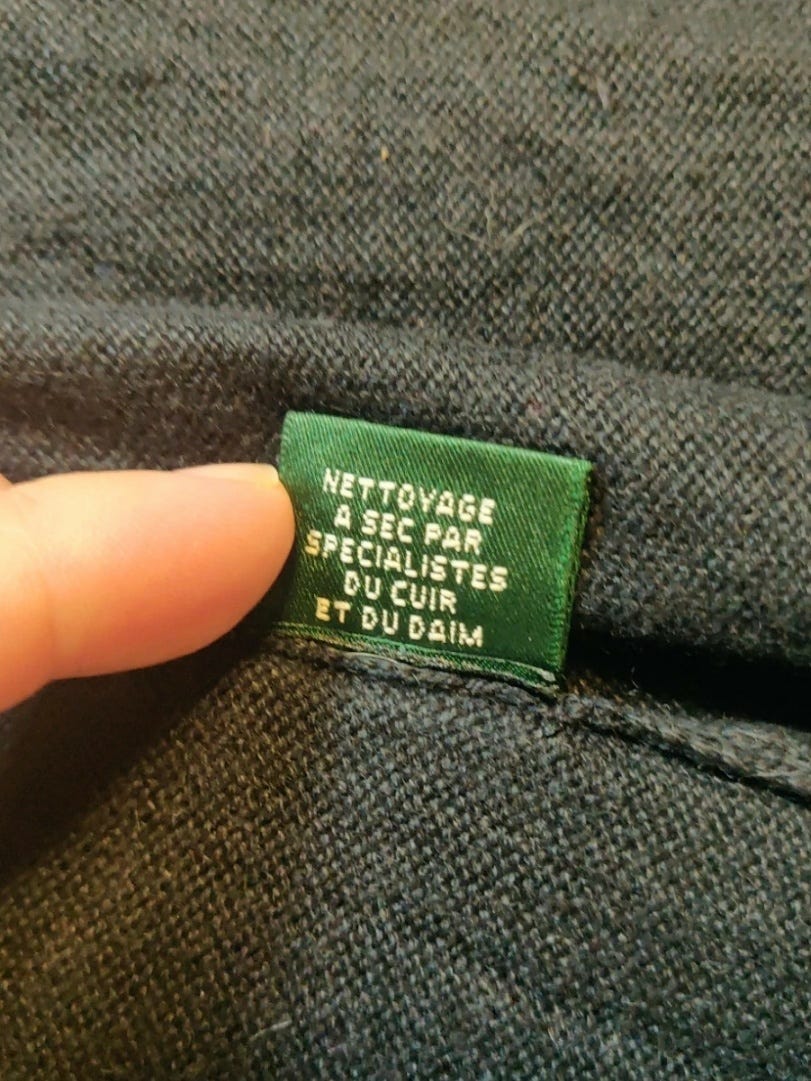 NETTOYAGE
A SEC PAR
SPECIALISTES
DU CUIR
ET DU DAIM